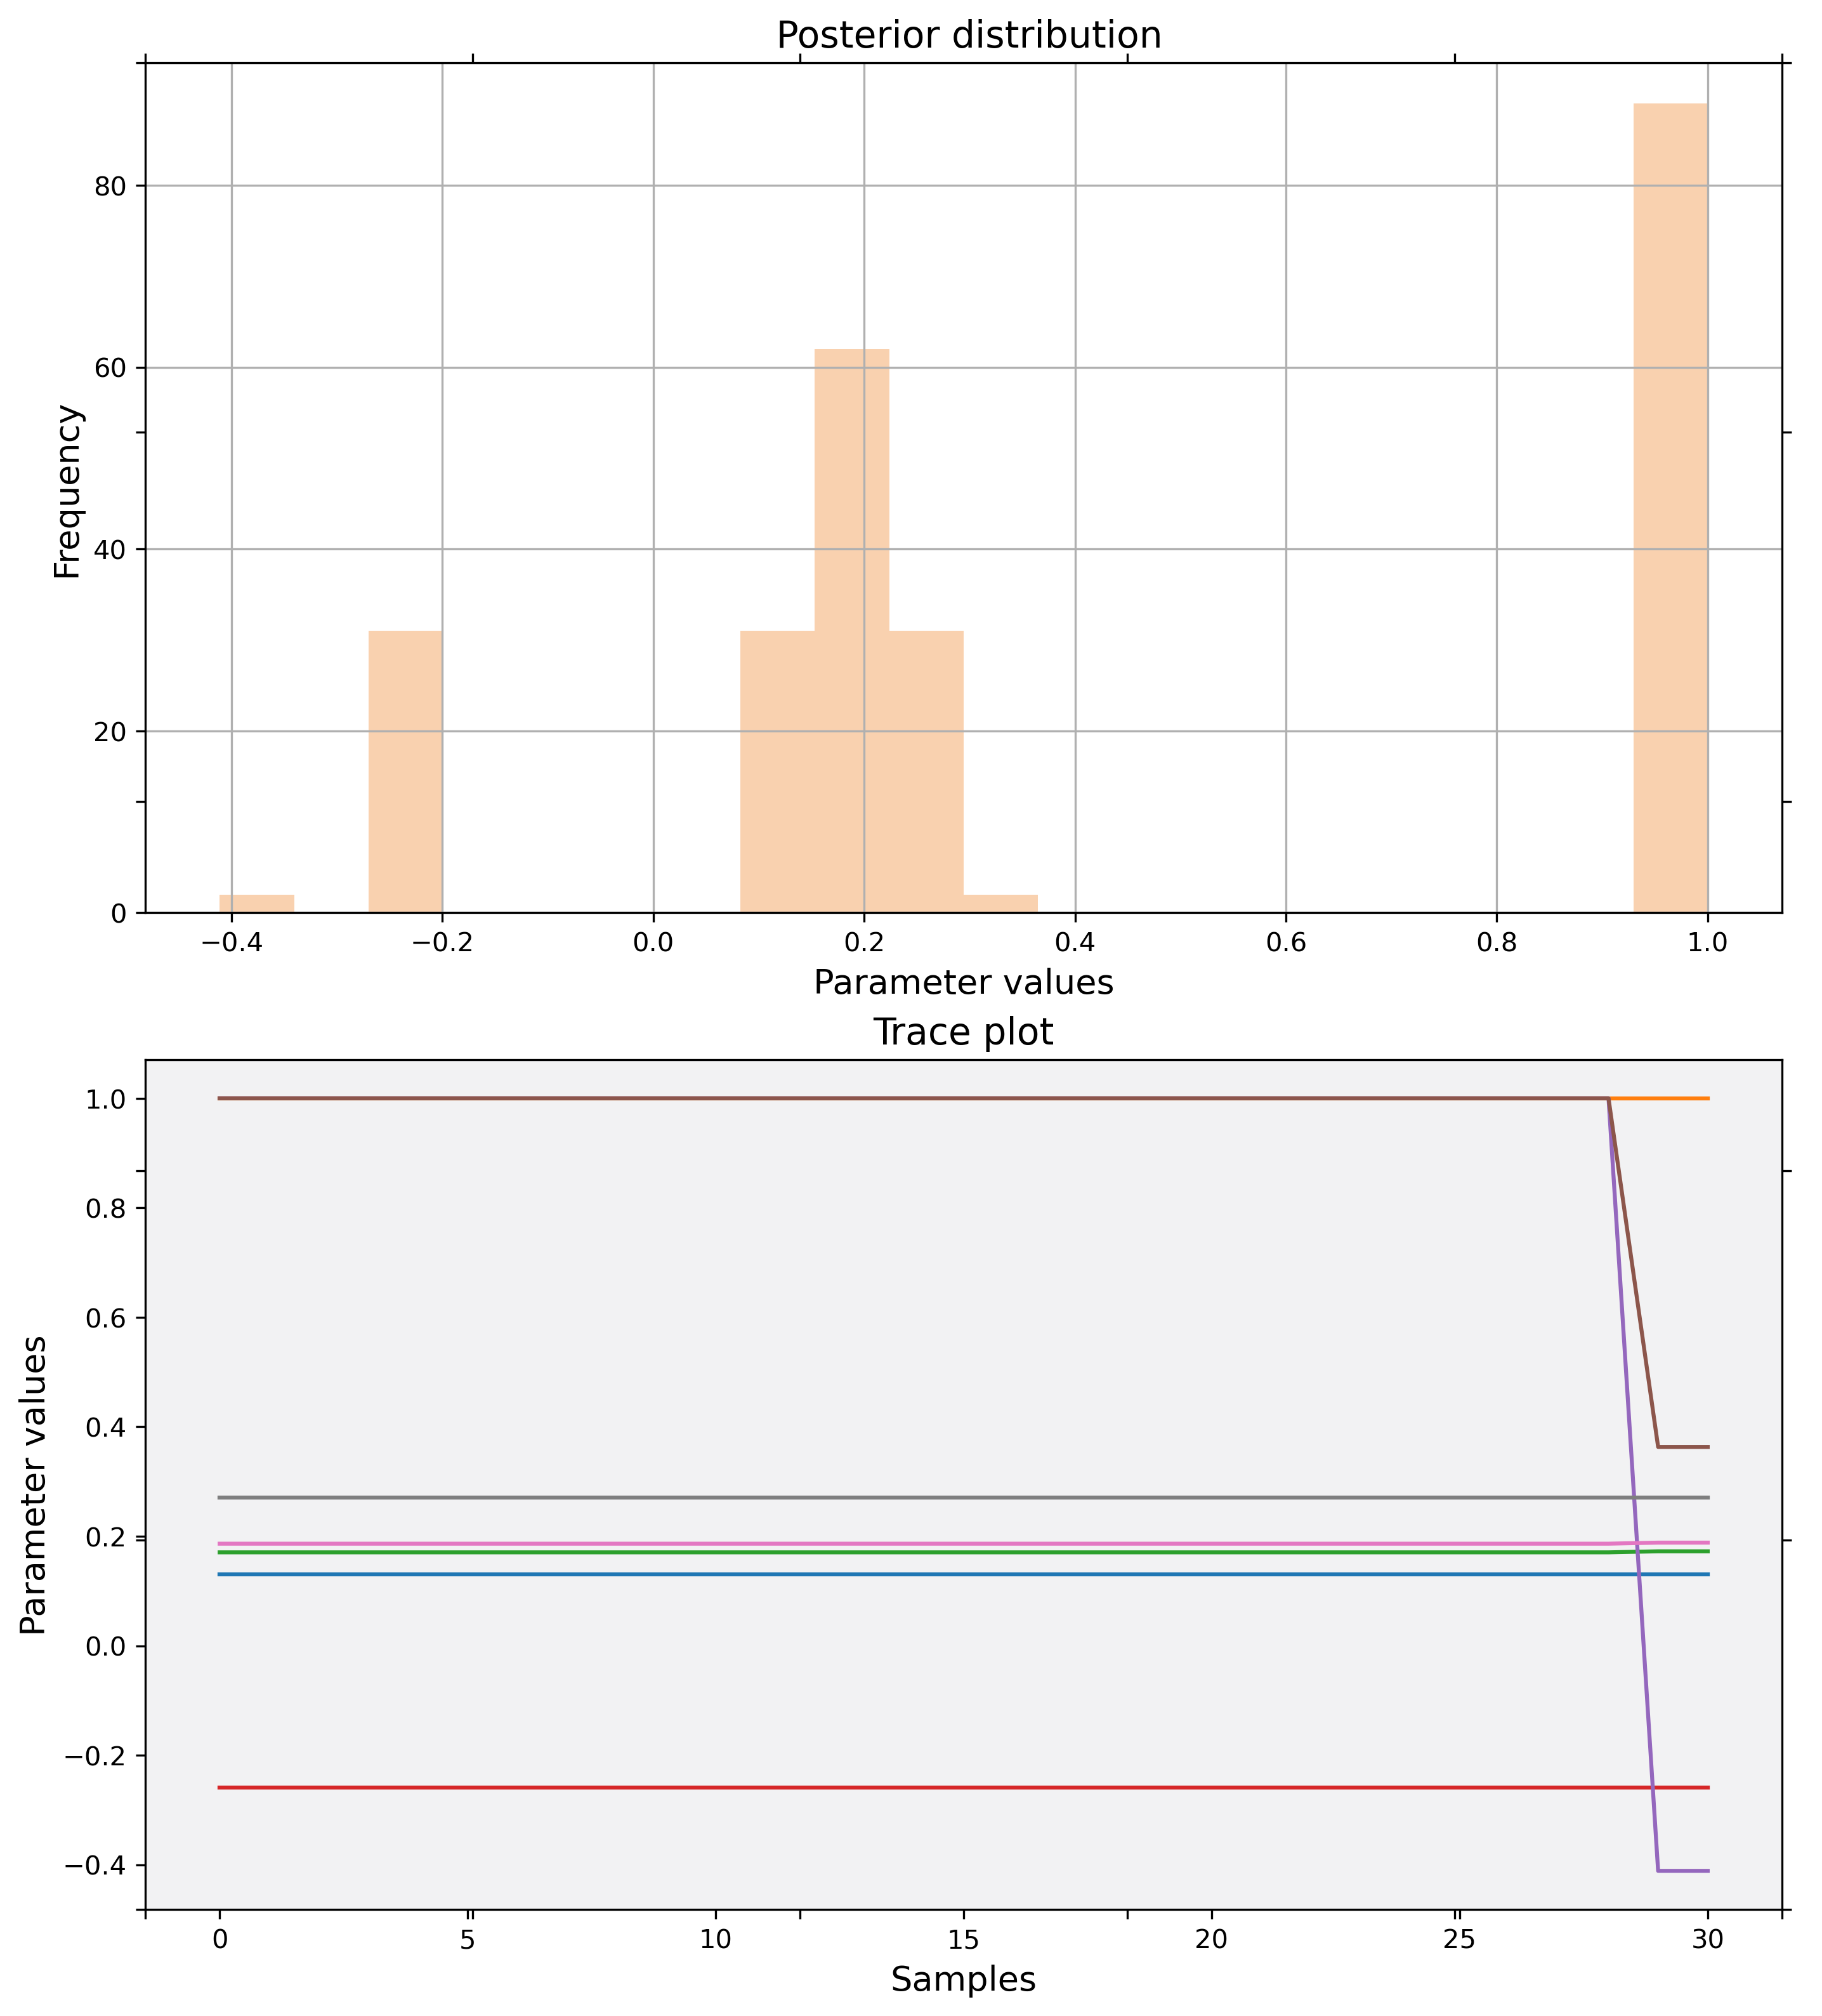 Posterior distribution
80
60
40
20
0
Frequency
−0.4 −0.2 0.0 0.2 0.4 0.6 0.8 1.0
Parameter values
Trace plot
1.0
0.8
0.6
0.4
0.2
0.0
−0.2
−0.4
Parameter values
0 5 10 15 20 25 30
Samples